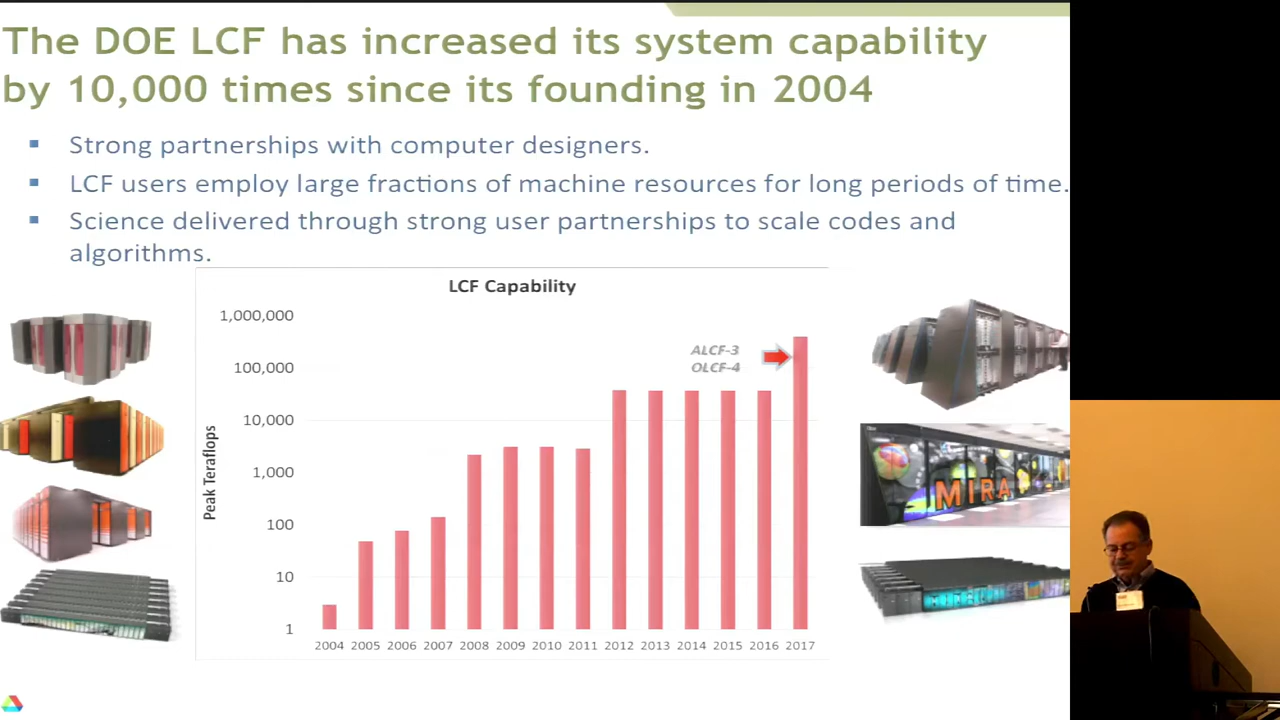 The DOE LCF has increased its system capability
by 10,000 times since its founding in 2004
▪ Strong partnerships with computer designers.
▪ LCF users employ large fractions of machine resources for long periods of time.
▪ Science delivered through strong user partnerships to scale codes and
algorithms.
LCF Capability
Peak Teraflops
1,000,000
100,000
10,000
1,000
100
10
1
ALCF-3
OLCF-4
2004 2005 2006 2007 2008 2009 2010 2011 2012 2013 2014 2015 2016 2017
MIRA